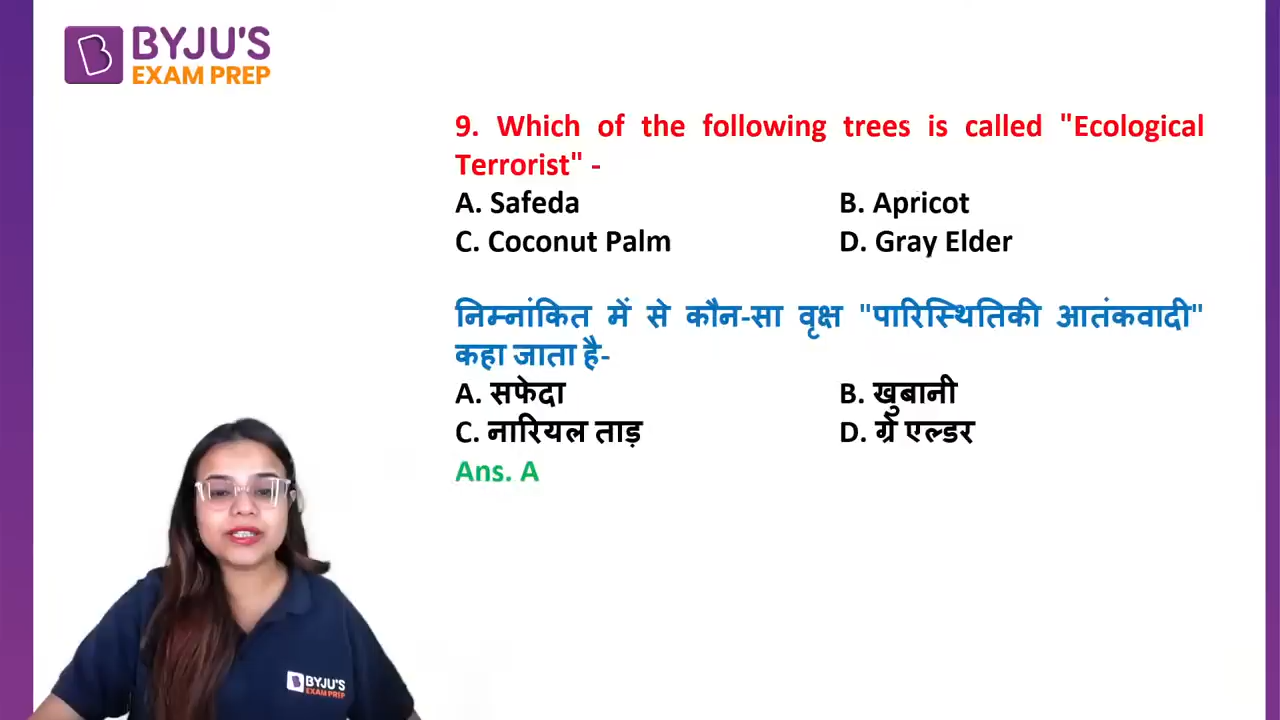 BYJU'S
EXAM PREP
9. Which of the following trees is called "Ecological
Terrorist" -
A. Safeda B. Apricot
C. Coconut Palm D. Gray Elder
निम्नांकित में से कौन-सा वृक्ष "पारिस्थितिकी आतंकवादी"
कहा जाता है-
A. सफेदा B. खुबानी
C. नारियल ताड़ D. ग्रे एल्डर
Ans. A
BYJU'S
EXAM PREP